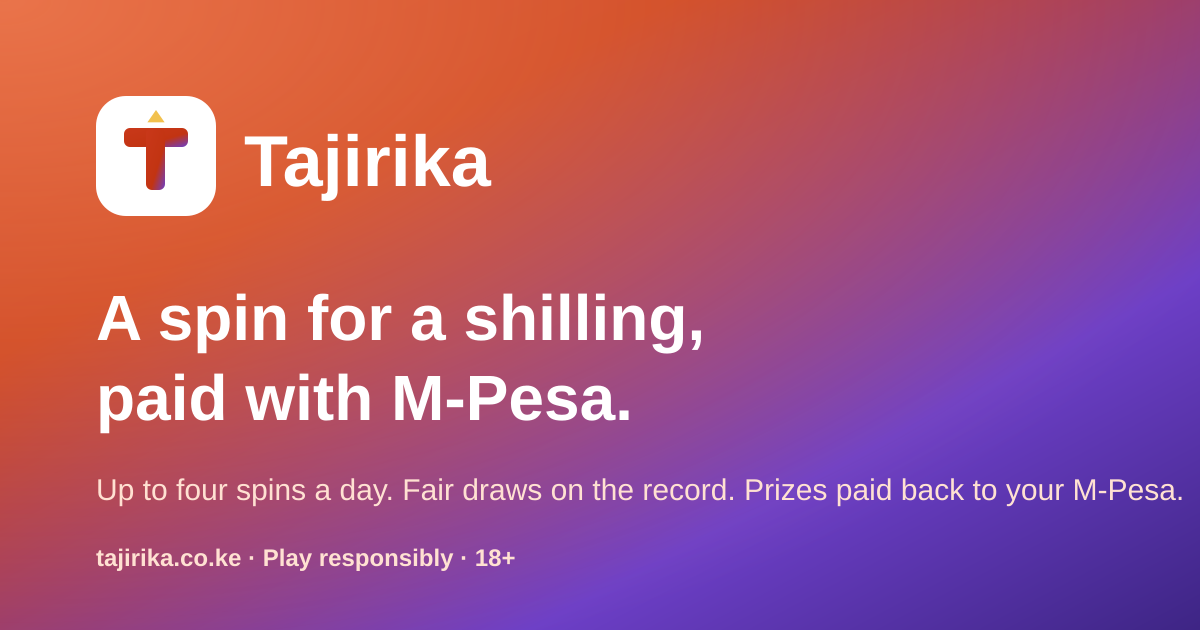 T
Tajirika
A spin for a shilling,
paid with M-Pesa.
Up to four spins a day. Fair draws on the record. Prizes paid back to your M-Pesa.
tajirika.co.ke · Play responsibly · 18+